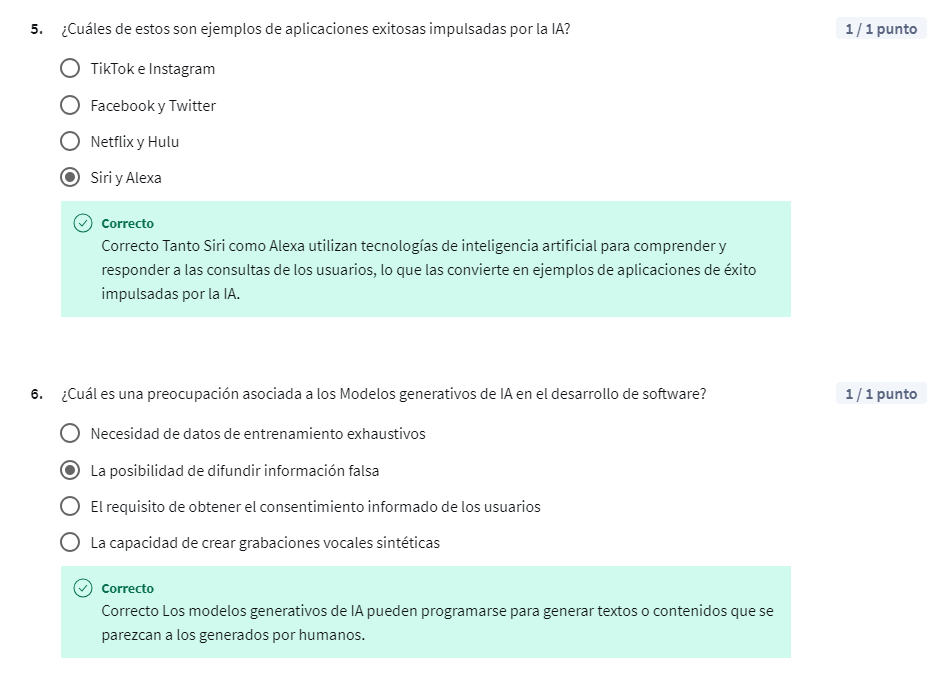 5. ¿Cuáles de estos son ejemplos de aplicaciones exitosas impulsadas por la IA? 1 / 1 punto
TikTok e Instagram
Facebook y Twitter
Netflix y Hulu
Siri y Alexa
Correcto
Correcto Tanto Siri como Alexa utilizan tecnologías de inteligencia artificial para comprender y
responder a las consultas de los usuarios, lo que las convierte en ejemplos de aplicaciones de éxito
impulsadas por la IA.
6. ¿Cuál es una preocupación asociada a los Modelos generativos de IA en el desarrollo de software? 1 / 1 punto
Necesidad de datos de entrenamiento exhaustivos
La posibilidad de difundir información falsa
El requisito de obtener el consentimiento informado de los usuarios
La capacidad de crear grabaciones vocales sintéticas
Correcto
Correcto Los modelos generativos de IA pueden programarse para generar textos o contenidos que se
parezcan a los generados por humanos.